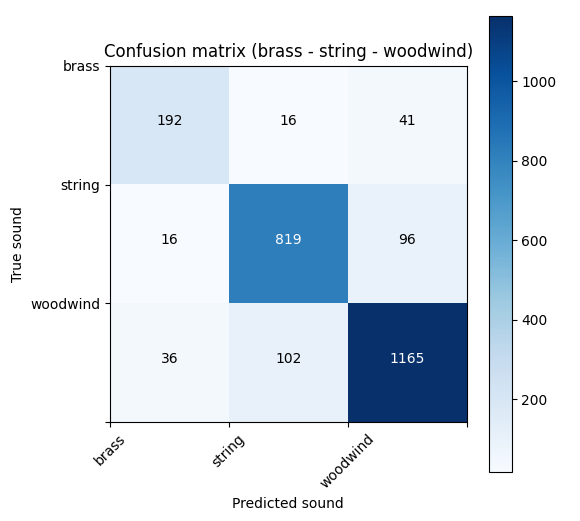 Confusion matrix (brass - string - woodwind)
brass
192 16 41
string
16 819 96
woodwind
36 102 1165
True sound
brass string woodwind
Predicted sound
1000
800
600
400
200